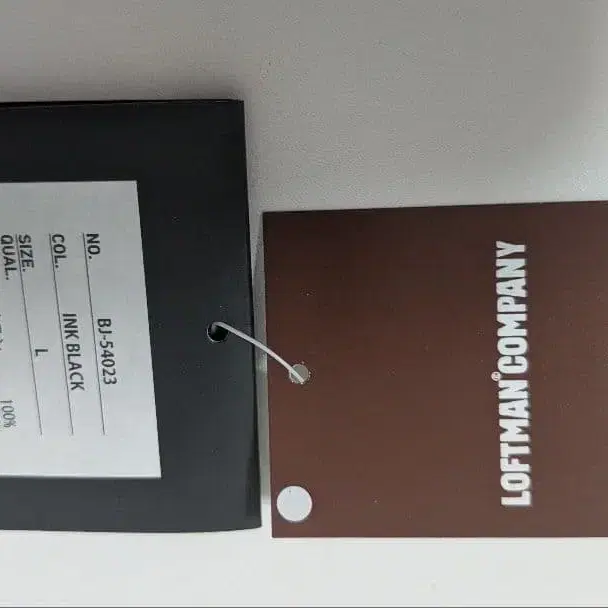 NO. BJ-54023
COL. INK BLACK
SIZE. L
QUAL. 100%
LOFTMAN® COMPANY